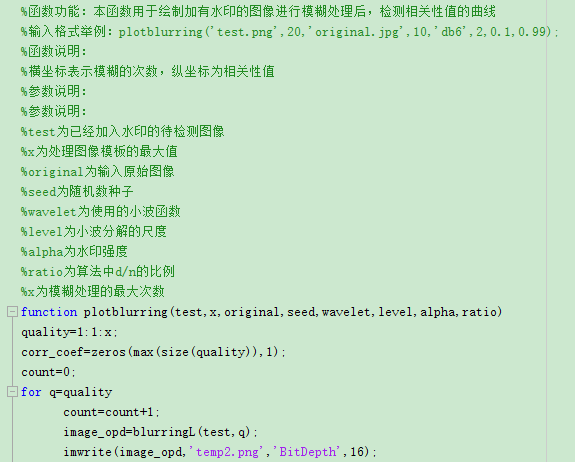 %函数功能：本函数用于绘制加有水印的图像进行模糊处理后，检测相关性值的曲线
%输入格式举例：plotblurring('test.png',20,'original.jpg',10,'db6',2,0.1,0.99);
%函数说明：
%横坐标表示模糊的次数，纵坐标为相关性值
%参数说明：
%参数说明：
%test为已经加入水印的待检测图像
%x为处理图像模板的最大值
%original为输入原始图像
%seed为随机数种子
%wavelet为使用的小波函数
%level为小波分解的尺度
%alpha为水印强度
%ratio为算法中d/n的比例
%x为模糊处理的最大次数
function plotblurring(test,x,original,seed,wavelet,level,alpha,ratio)
quality=1:1:x;
corr_coef=zeros(max(size(quality)),1);
count=0;
for q=quality
count=count+1;
image_opd=blurringL(test,q);
imwrite(image_opd,'temp2.png','BitDepth',16);